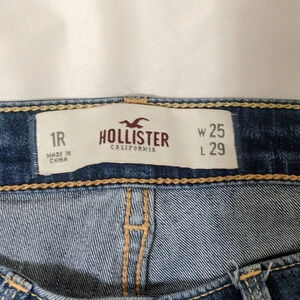 1R
MADE IN
CHINA
HOLLISTER
CALIFORNIA
W 25
L 29